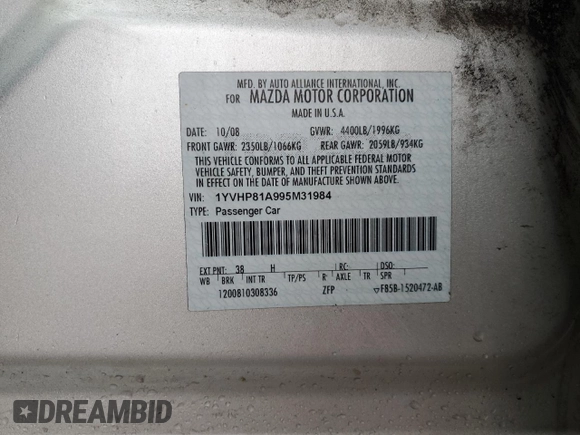 MFD. BY AUTO ALLIANCE INTERNATIONAL, INC.
FOR MAZDA MOTOR CORPORATION
MADE IN U.S.A.
DATE: 10/08 GVWR: 4400LB/1996KG
FRONT GAWR: 2350LB/1066KG REAR GAWR: 2059LB/934KG
THIS VEHICLE CONFORMS TO ALL APPLICABLE FEDERAL MOTOR
VEHICLE SAFETY, BUMPER, AND THEFT PREVENTION STANDARDS
IN EFFECT ON THE DATE OF MANUFACTURE SHOWN ABOVE.
VIN: 1YVHP81A995M31984
TYPE: Passenger Car
EXT PNT: 38 H RC: DSO:
WB BRK INT TR TP/PS R AXLE TR SPR
1200810308336 ZFP F85B-1520472-AB
DREAMBID